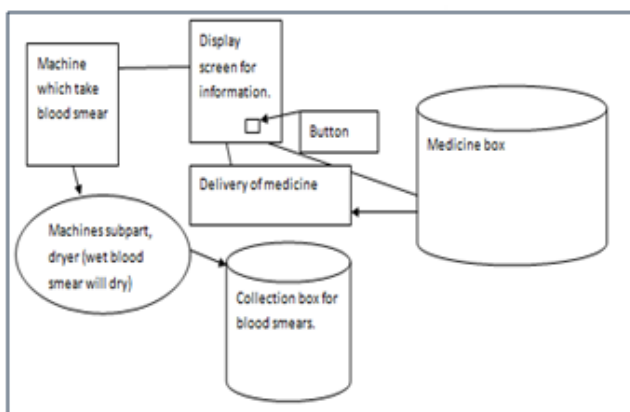 Machine
which take
blood smear
Display
screen for
information.
Button
Medicine box
Delivery of medicine
Machines subpart,
dryer (wet blood
smear will dry)
Collection box for
blood smears.